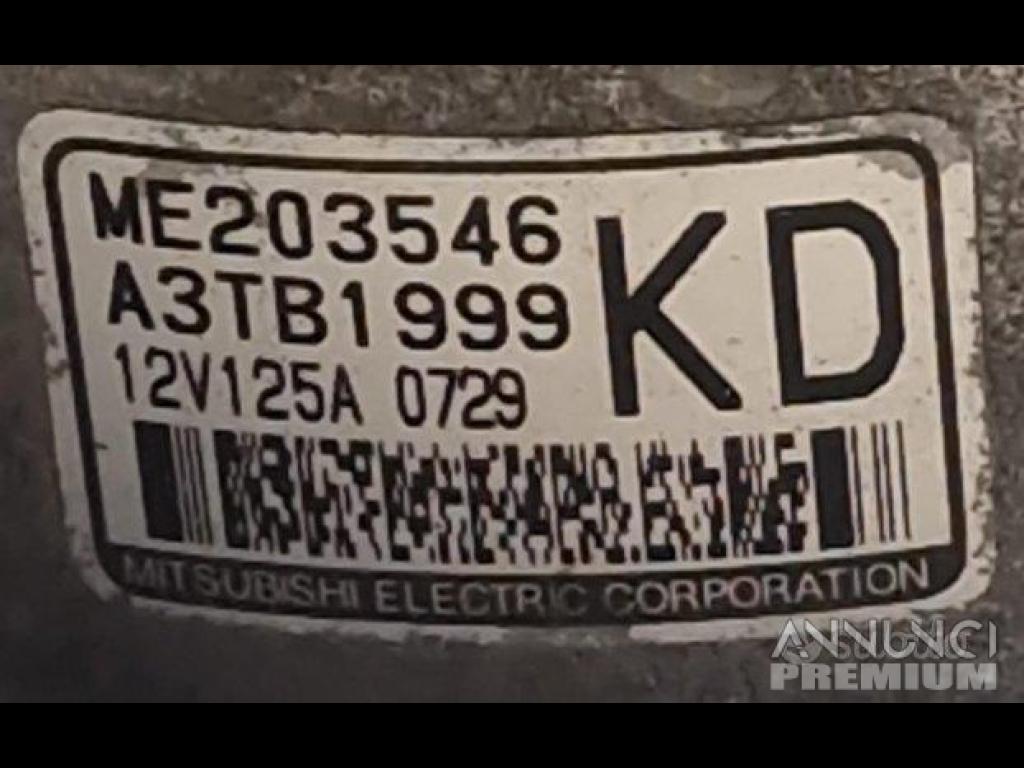 ME203546
A3TB1999
KD
12V125A 0729
MITSUBISHI ELECTRIC CORPORATION
ANNUNCI
PREMIUM